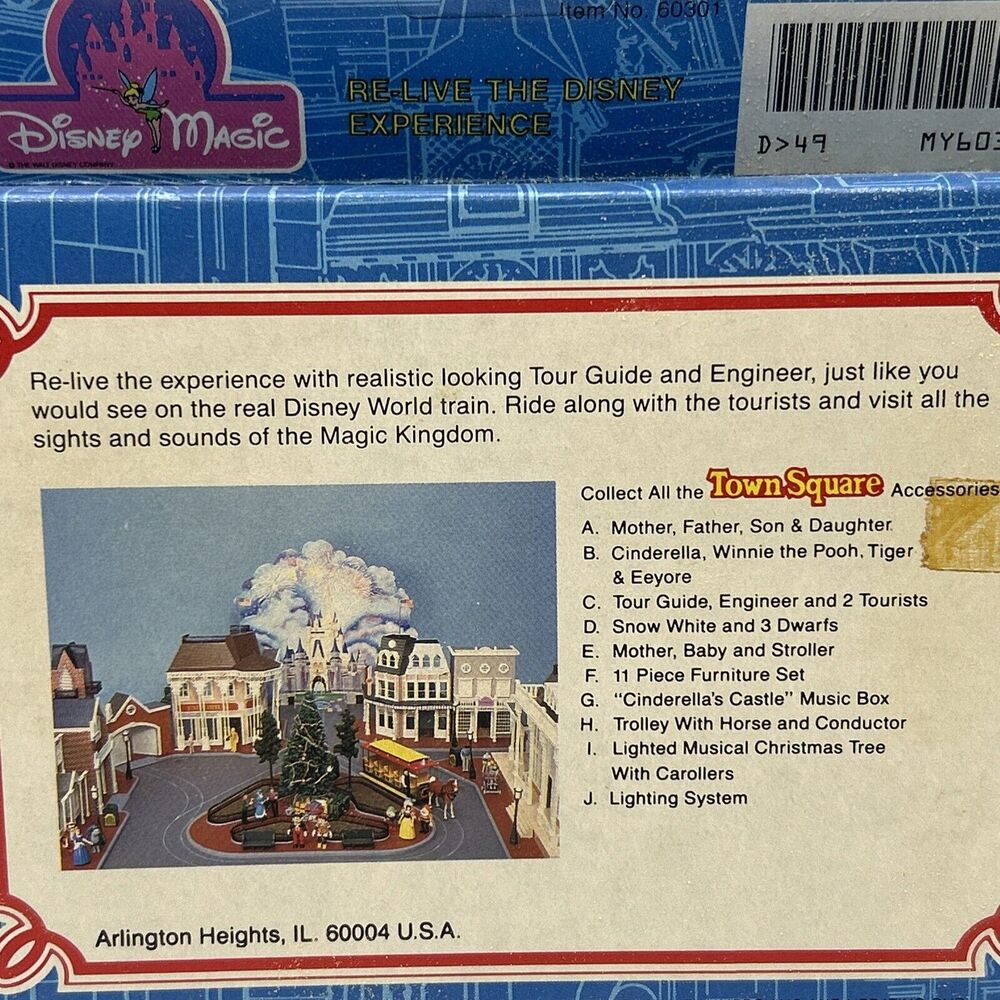 Item No. 60301
Disney Magic
© THE WALT DISNEY COMPANY
RE-LIVE THE DISNEY
EXPERIENCE
D>49
MY603
Re-live the experience with realistic looking Tour Guide and Engineer, just like you
would see on the real Disney World train. Ride along with the tourists and visit all the
sights and sounds of the Magic Kingdom.
Collect All the Town Square Accessories
A. Mother, Father, Son & Daughter
B. Cinderella, Winnie the Pooh, Tiger
& Eeyore
C. Tour Guide, Engineer and 2 Tourists
D. Snow White and 3 Dwarfs
E. Mother, Baby and Stroller
F. 11 Piece Furniture Set
G. "Cinderella's Castle" Music Box
H. Trolley With Horse and Conductor
I. Lighted Musical Christmas Tree
With Carollers
J. Lighting System
Arlington Heights, IL. 60004 U.S.A.